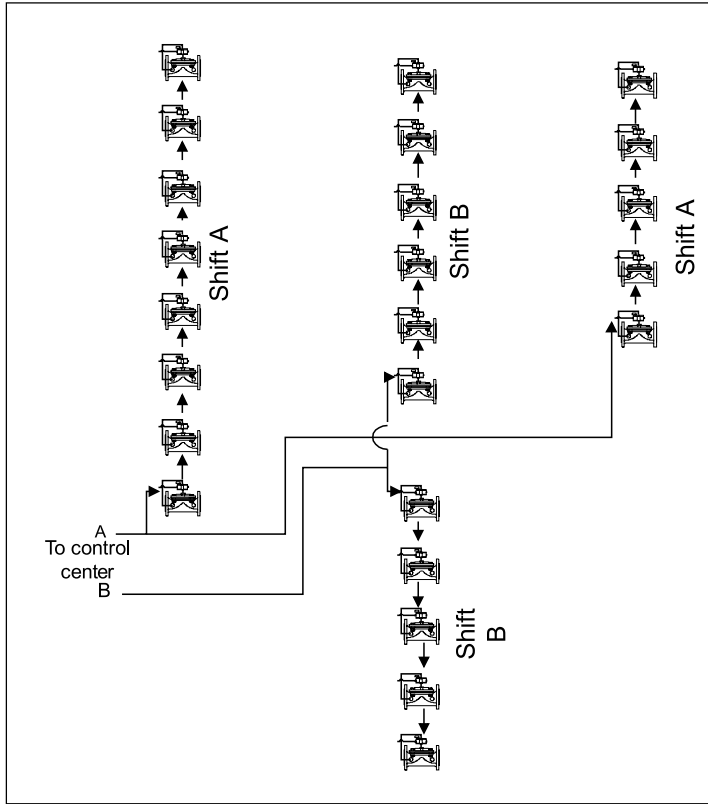 Shift A
Shift B
Shift A
A
To control
center
B
Shift
B